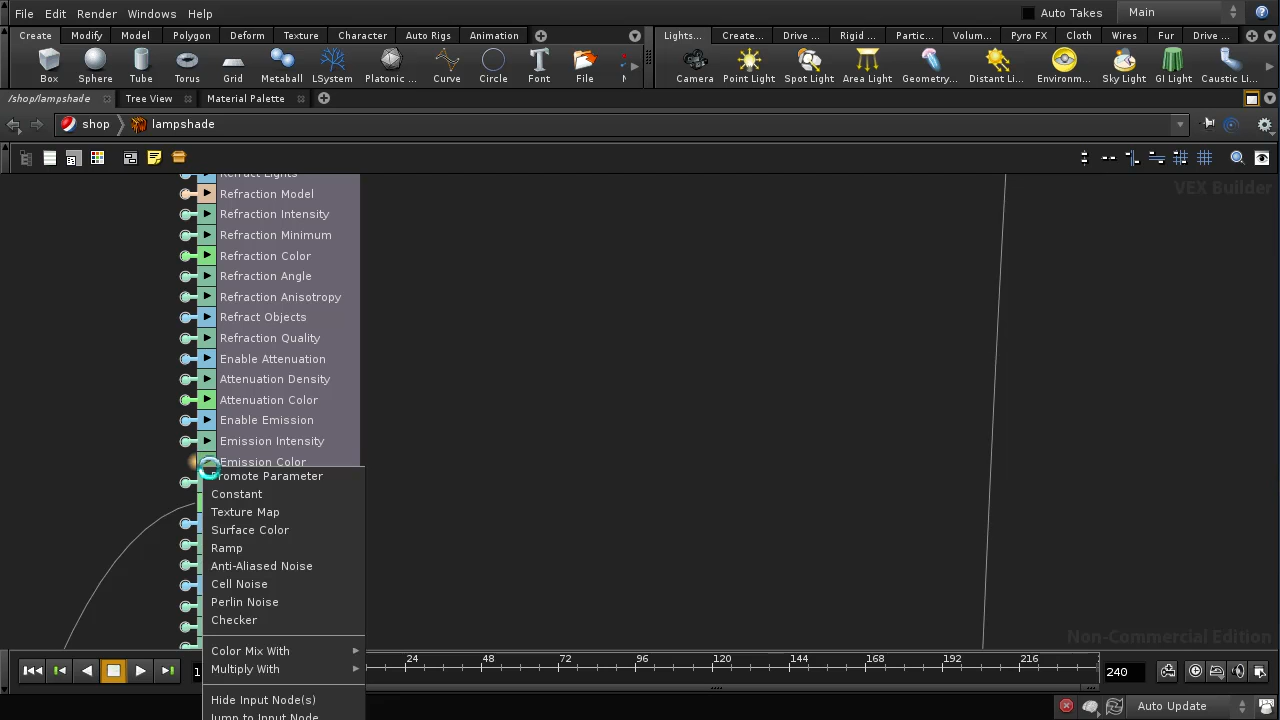 File Edit Render Windows Help Auto Takes Main
Create Modify Model Polygon Deform Texture Character Auto Rigs Animation Lights... Create... Drive ... Rigid ... Partic... Volum... Pyro FX Cloth Wires Fur Drive ...
Box Sphere Tube Torus Grid Metaball LSystem Platonic ... Curve Circle Font File Camera Point Light Spot Light Area Light Geometry... Distant Li... Environm... Sky Light GI Light Caustic Li...
/shop/lampshade Tree View Material Palette
shop lampshade
Refract Lights
VEX Builder
Refraction Model
Refraction Intensity
Refraction Minimum
Refraction Color
Refraction Angle
Refraction Anisotropy
Refract Objects
Refraction Quality
Enable Attenuation
Attenuation Density
Attenuation Color
Enable Emission
Emission Intensity
Emission Color
Promote Parameter
Constant
Texture Map
Surface Color
Ramp
Anti-Aliased Noise
Cell Noise
Perlin Noise
Checker
Non-Commercial Edition
Color Mix With
Multiply With
1 24 48 72 96 120 144 168 192 216 240
Hide Input Node(s)
Jump to Input Node
Auto Update